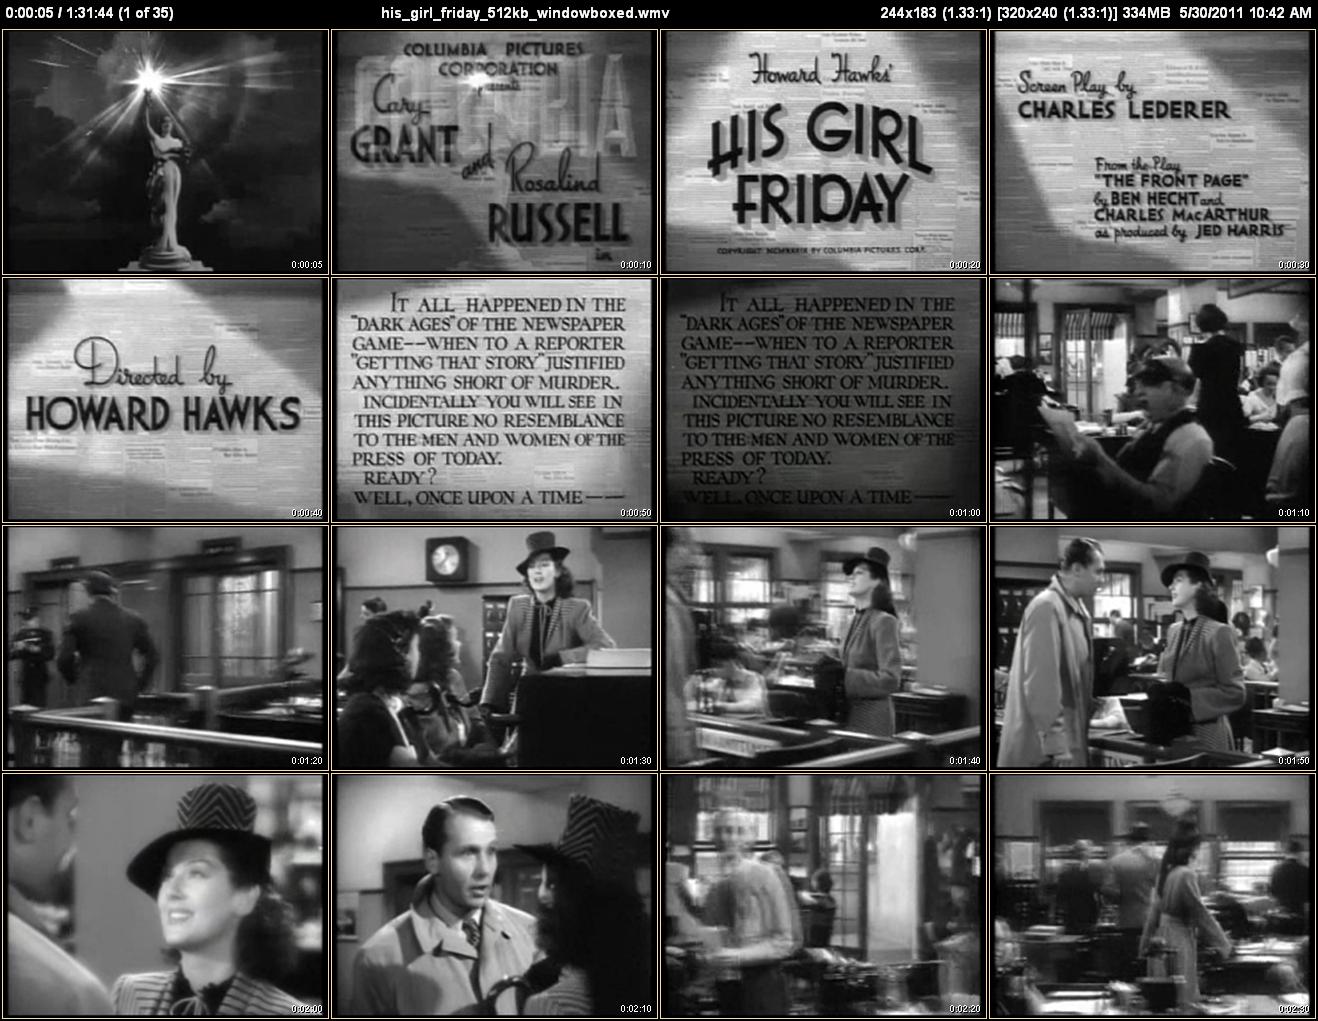 0:00:05 / 1:31:44 (1 of 35)
his_girl_friday_512kb_windowboxed.wmv
244x183 (1.33:1) [320x240 (1.33:1)] 334MB 5/30/2011 10:42 AM
0:00:05
COLUMBIA PICTURES
CORPORATION
presents
Cary
GRANT
and
Rosalind
RUSSELL
in
0:00:10
Howard Hawks'
HIS GIRL
FRIDAY
COPYRIGHT MCMXXXIX BY COLUMBIA PICTURES CORP.
0:00:20
Screen Play by
CHARLES LEDERER
From the Play
"THE FRONT PAGE"
by BEN HECHT and
CHARLES MacARTHUR
as produced by JED HARRIS
0:00:30
Directed by
HOWARD HAWKS
0:00:40
IT ALL HAPPENED IN THE
"DARK AGES" OF THE NEWSPAPER
GAME--WHEN TO A REPORTER
"GETTING THAT STORY" JUSTIFIED
ANYTHING SHORT OF MURDER.
INCIDENTALLY YOU WILL SEE IN
THIS PICTURE NO RESEMBLANCE
TO THE MEN AND WOMEN OF THE
PRESS OF TODAY.
READY?
WELL, ONCE UPON A TIME——
0:00:50
IT ALL HAPPENED IN THE
"DARK AGES" OF THE NEWSPAPER
GAME--WHEN TO A REPORTER
"GETTING THAT STORY" JUSTIFIED
ANYTHING SHORT OF MURDER.
INCIDENTALLY YOU WILL SEE IN
THIS PICTURE NO RESEMBLANCE
TO THE MEN AND WOMEN OF THE
PRESS OF TODAY.
READY?
WELL, ONCE UPON A TIME——
0:01:00
0:01:10
0:01:20
0:01:30
0:01:40
0:01:50
0:02:00
0:02:10
0:02:20
0:02:30